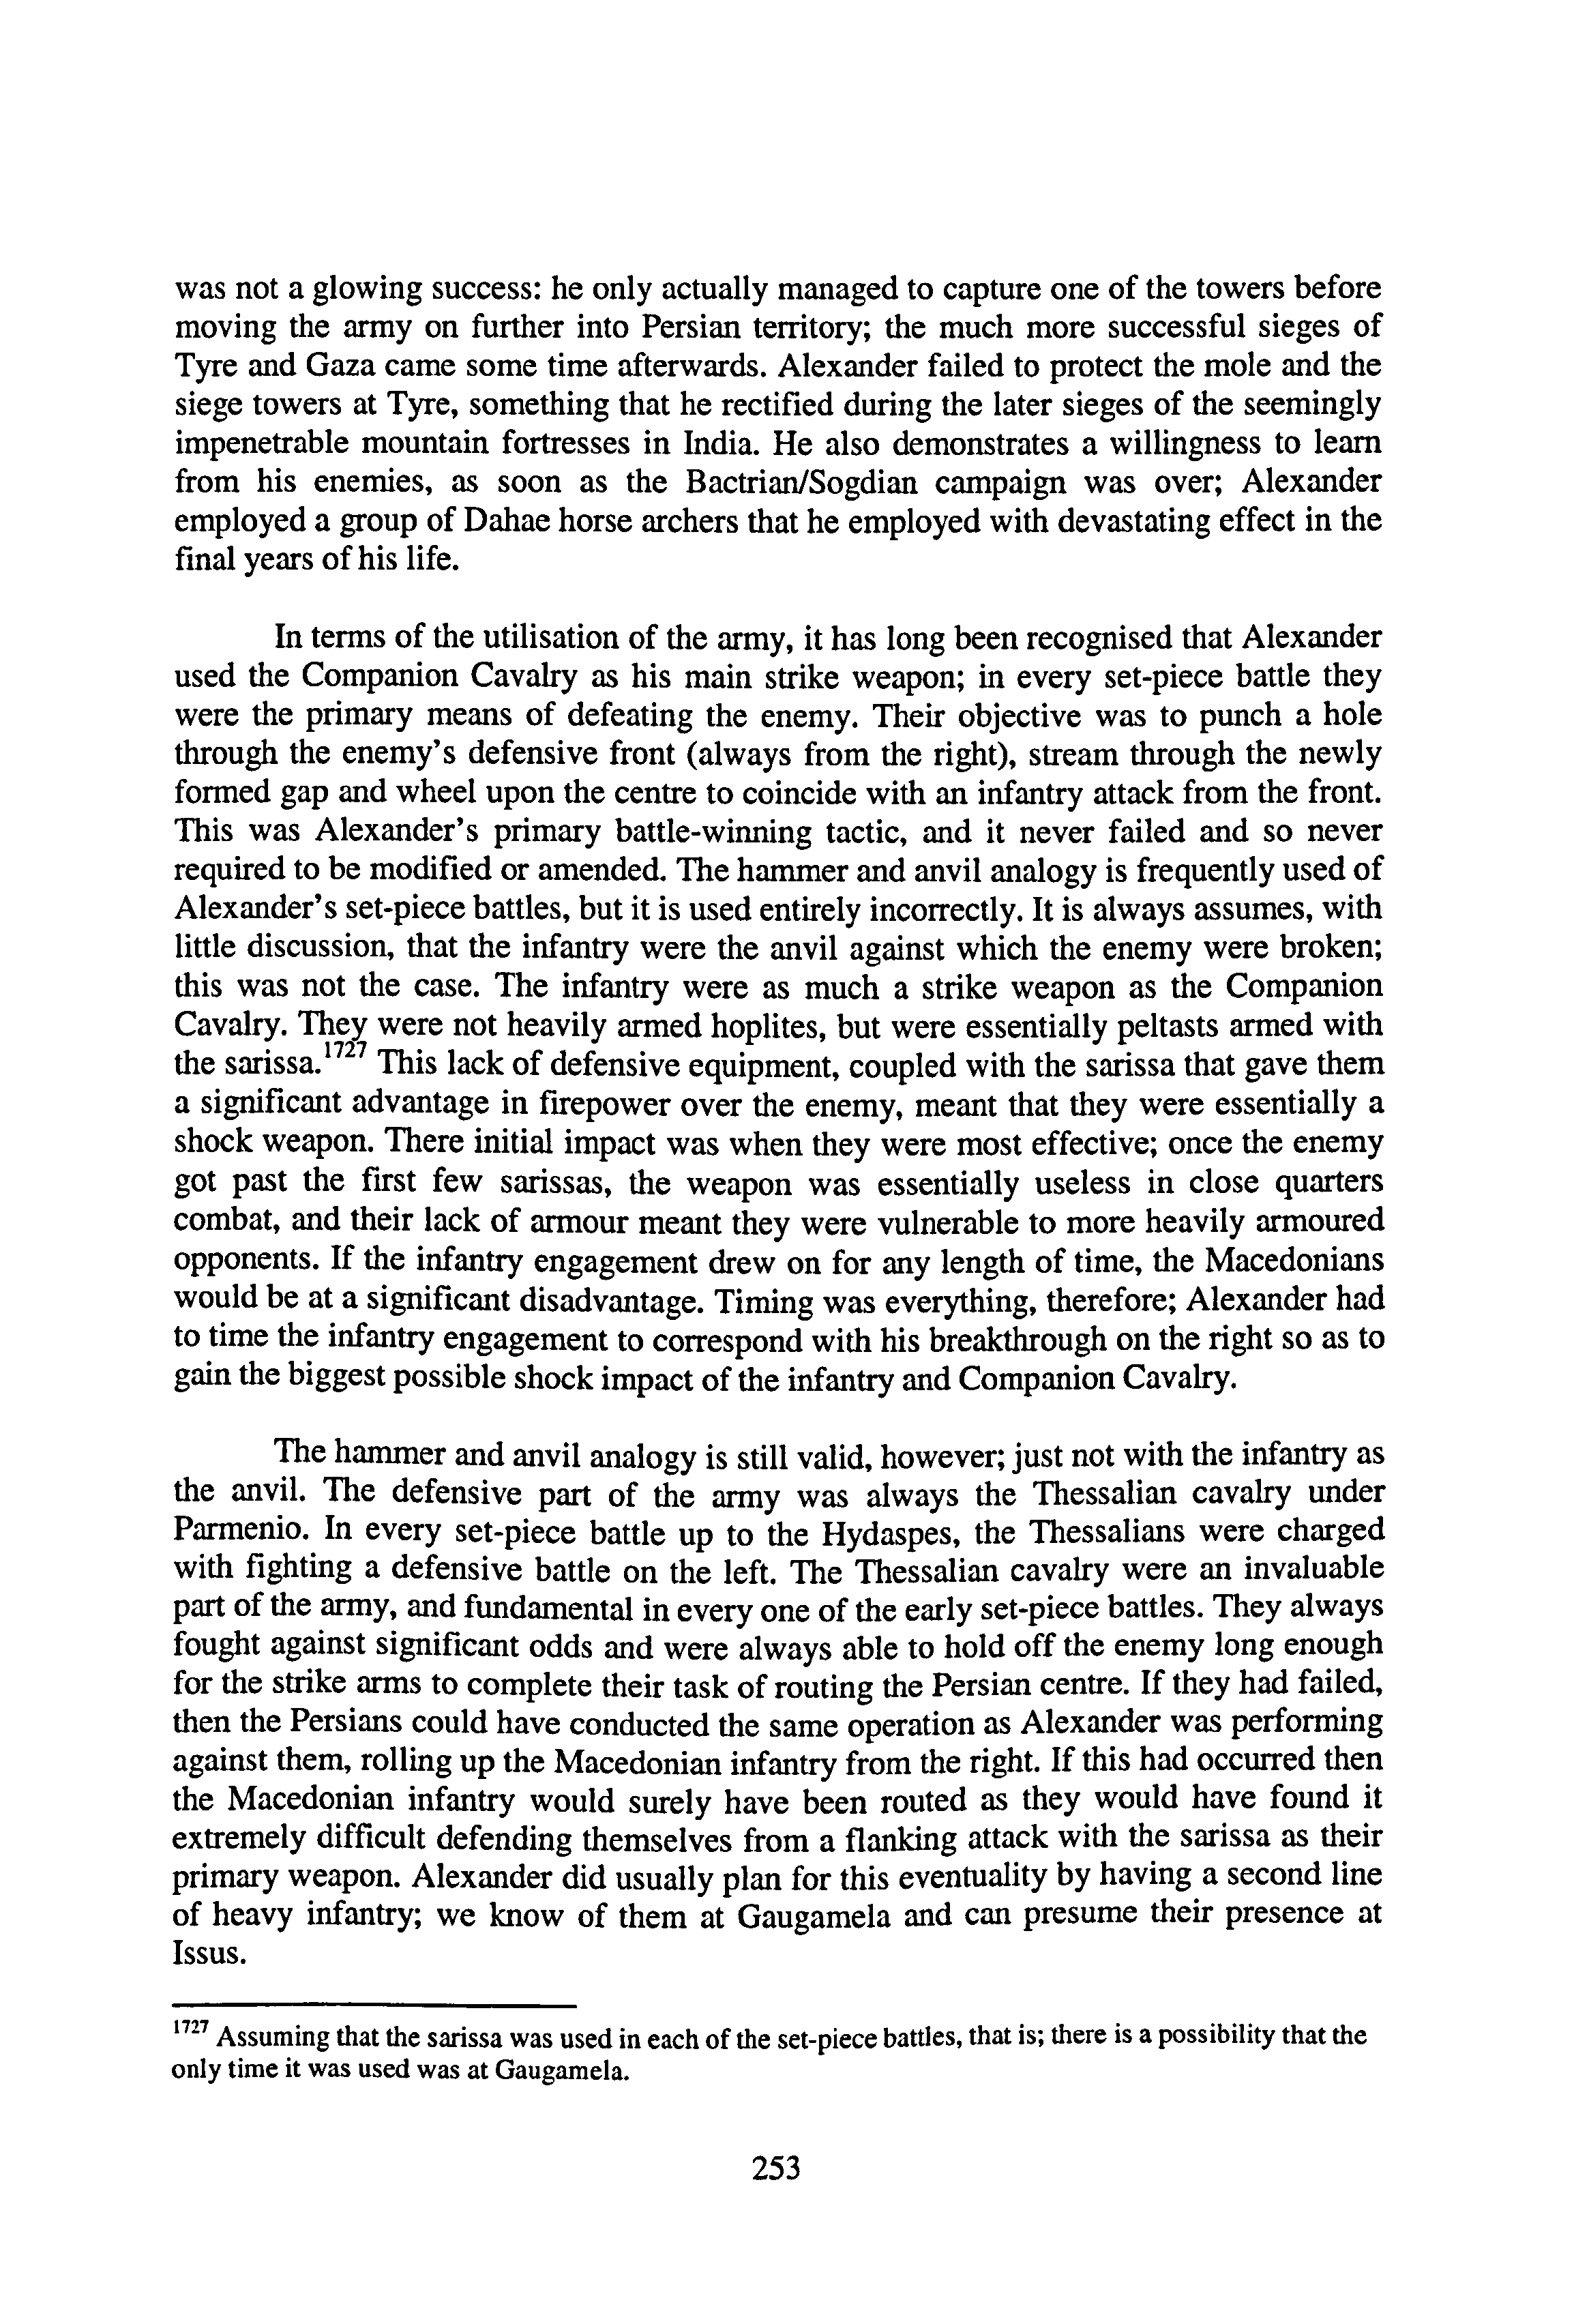 was not a glowing success: he only actually managed to capture one of the towers before
moving the army on further into Persian territory; the much more successful sieges of
Tyre and Gaza came some time afterwards. Alexander failed to protect the mole and the
siege towers at Tyre, something that he rectified during the later sieges of the seemingly
impenetrable mountain fortresses in India. He also demonstrates a willingness to learn
from his enemies, as soon as the Bactrian/Sogdian campaign was over; Alexander
employed a group of Dahae horse archers that he employed with devastating effect in the
final years of his life.
In terms of the utilisation of the army, it has long been recognised that Alexander
used the Companion Cavalry as his main strike weapon; in every set-piece battle they
were the primary means of defeating the enemy. Their objective was to punch a hole
through the enemy's defensive front (always from the right), stream through the newly
formed gap and wheel upon the centre to coincide with an infantry attack from the front.
This was Alexander's primary battle-winning tactic, and it never failed and so never
required to be modified or amended. The hammer and anvil analogy is frequently used of
Alexander's set-piece battles, but it is used entirely incorrectly. It is always assumes, with
little discussion, that the infantry were the anvil against which the enemy were broken;
this was not the case. The infantry were as much a strike weapon as the Companion
Cavalry. They were not heavily armed hoplites, but were essentially peltasts armed with
the sarissa.1727 This lack of defensive equipment, coupled with the sarissa that gave them
a significant advantage in firepower over the enemy, meant that they were essentially a
shock weapon. There initial impact was when they were most effective; once the enemy
got past the first few sarissas, the weapon was essentially useless in close quarters
combat, and their lack of armour meant they were vulnerable to more heavily armoured
opponents. If the infantry engagement drew on for any length of time, the Macedonians
would be at a significant disadvantage. Timing was everything, therefore; Alexander had
to time the infantry engagement to correspond with his breakthrough on the right so as to
gain the biggest possible shock impact of the infantry and Companion Cavalry.
The hammer and anvil analogy is still valid, however; just not with the infantry as
the anvil. The defensive part of the army was always the Thessalian cavalry under
Parmenio. In every set-piece battle up to the Hydaspes, the Thessalians were charged
with fighting a defensive battle on the left. The Thessalian cavalry were an invaluable
part of the army, and fundamental in every one of the early set-piece battles. They always
fought against significant odds and were always able to hold off the enemy long enough
for the strike arms to complete their task of routing the Persian centre. If they had failed,
then the Persians could have conducted the same operation as Alexander was performing
against them, rolling up the Macedonian infantry from the right. If this had occurred then
the Macedonian infantry would surely have been routed as they would have found it
extremely difficult defending themselves from a flanking attack with the sarissa as their
primary weapon. Alexander did usually plan for this eventuality by having a second line
of heavy infantry; we know of them at Gaugamela and can presume their presence at
Issus.
1727 Assuming that the sarissa was used in each of the set-piece battles, that is; there is a possibility that the
only time it was used was at Gaugamela.
253